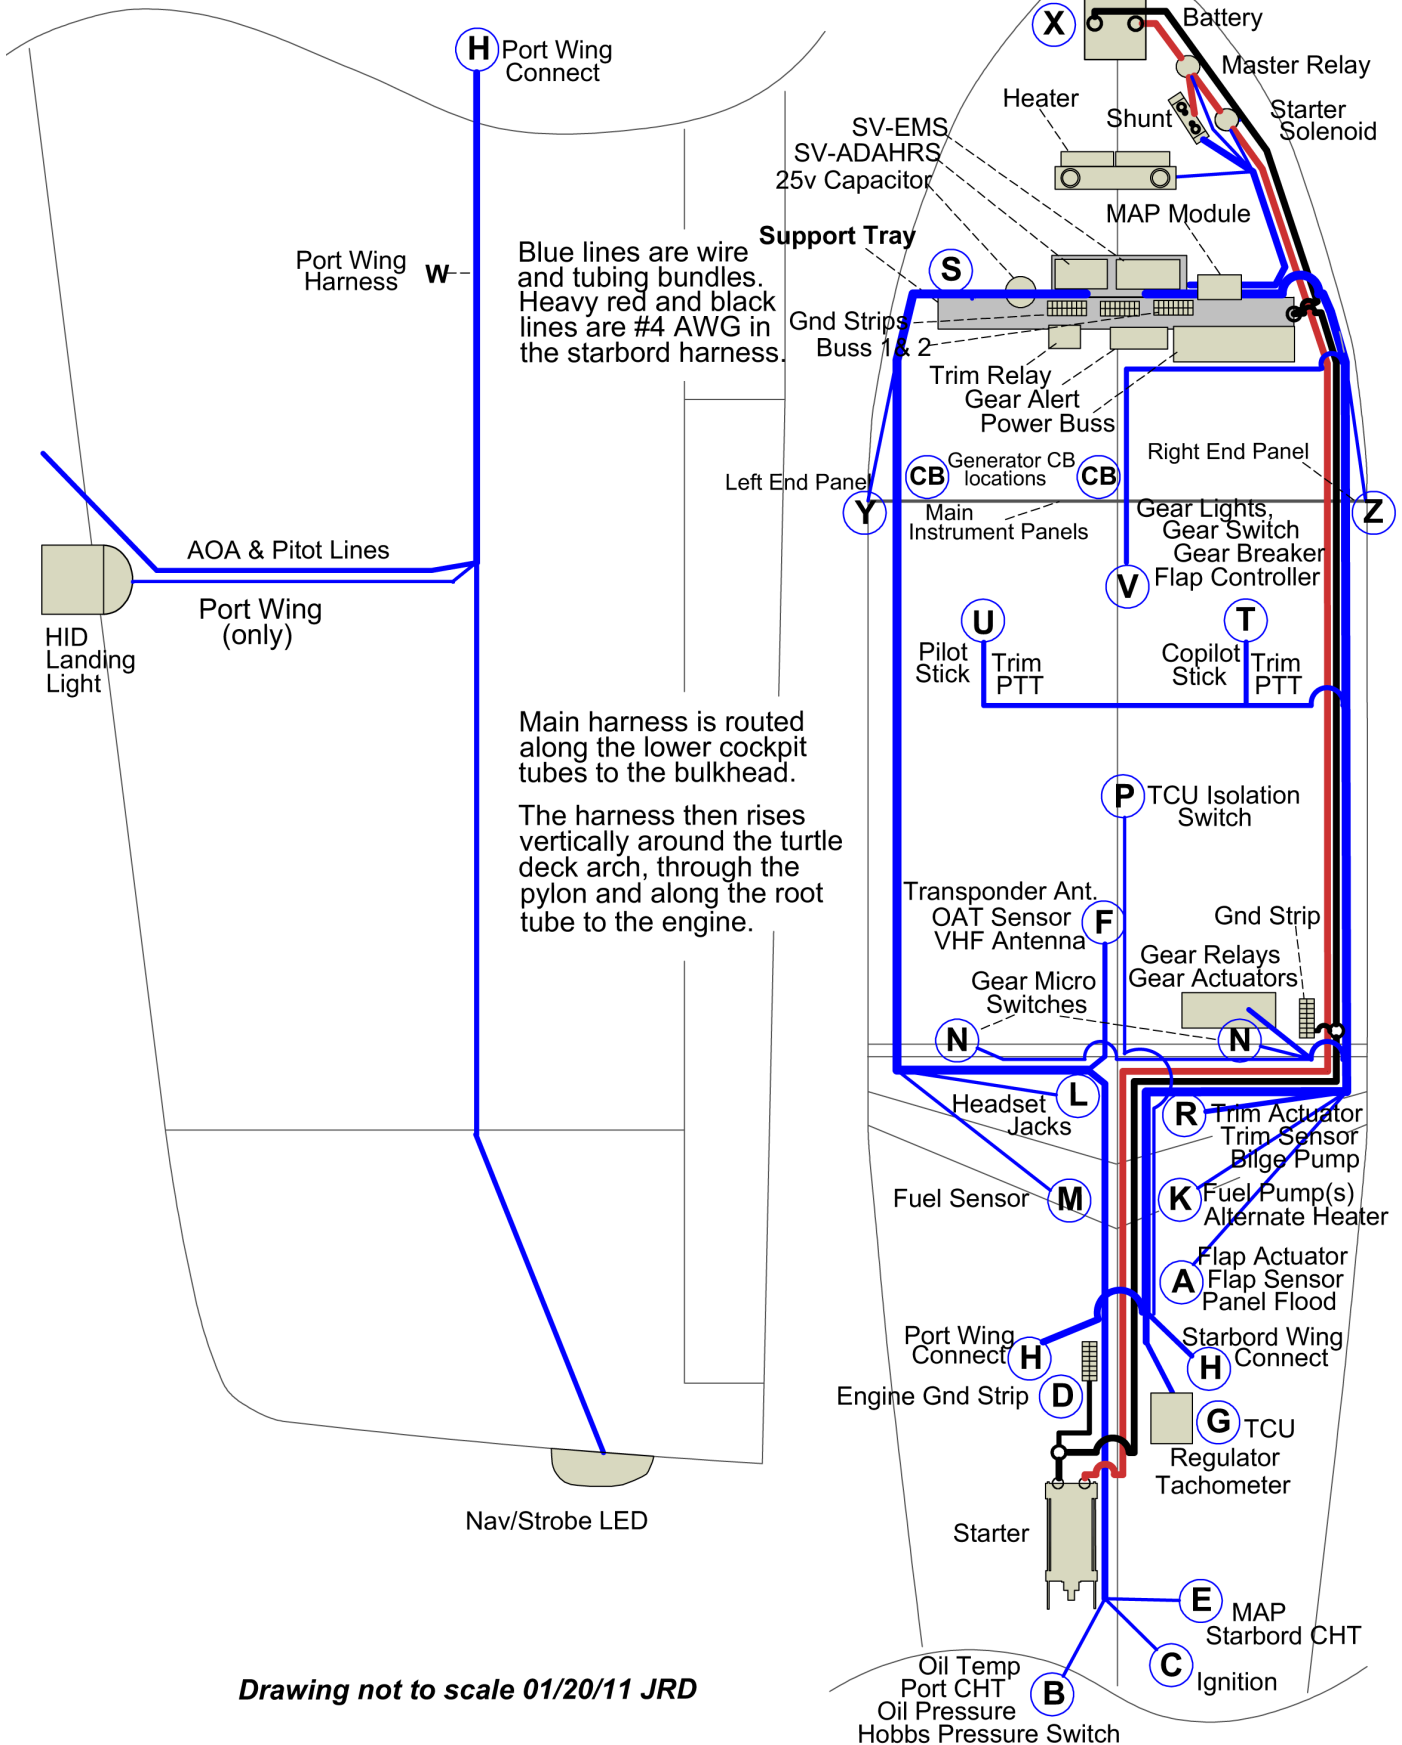 H
Port Wing
Connect
Port Wing
Harness
W
Blue lines are wire
and tubing bundles.
Heavy red and black
lines are #4 AWG in
the starbord harness.
AOA & Pitot Lines
Port Wing
(only)
HID
Landing
Light
Main harness is routed
along the lower cockpit
tubes to the bulkhead.
The harness then rises
vertically around the turtle
deck arch, through the
pylon and along the root
tube to the engine.
Nav/Strobe LED
Drawing not to scale 01/20/11 JRD
X
Battery
Master Relay
Heater
Shunt
Starter
Solenoid
SV-EMS
SV-ADAHRS
25v Capacitor
MAP Module
Support Tray
S
Gnd Strips
Buss 1& 2
Trim Relay
Gear Alert
Power Buss
Right End Panel
Left End Panel
CB
Generator CB
locations
CB
Y
Main
Instrument Panels
Z
Gear Lights,
Gear Switch
Gear Breaker
Flap Controller
V
U
Pilot
Stick
Trim
PTT
T
Copilot
Stick
Trim
PTT
P
TCU Isolation
Switch
Transponder Ant.
OAT Sensor
VHF Antenna
F
Gnd Strip
Gear Relays
Gear Actuators
Gear Micro
Switches
N
N
L
Headset
Jacks
R
Trim Actuator
Trim Sensor
Bilge Pump
Fuel Sensor
M
K
Fuel Pump(s)
Alternate Heater
A
Flap Actuator
Flap Sensor
Panel Flood
Port Wing
Connect
H
Starbord Wing
Connect
H
Engine Gnd Strip
D
G
TCU
Regulator
Tachometer
Starter
E
MAP
Starbord CHT
C
Ignition
Oil Temp
Port CHT
Oil Pressure
Hobbs Pressure Switch
B